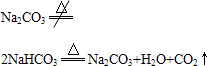 Na₂CO₃ =≠= △
2NaHCO₃ =△= Na₂CO₃+H₂O+CO₂↑